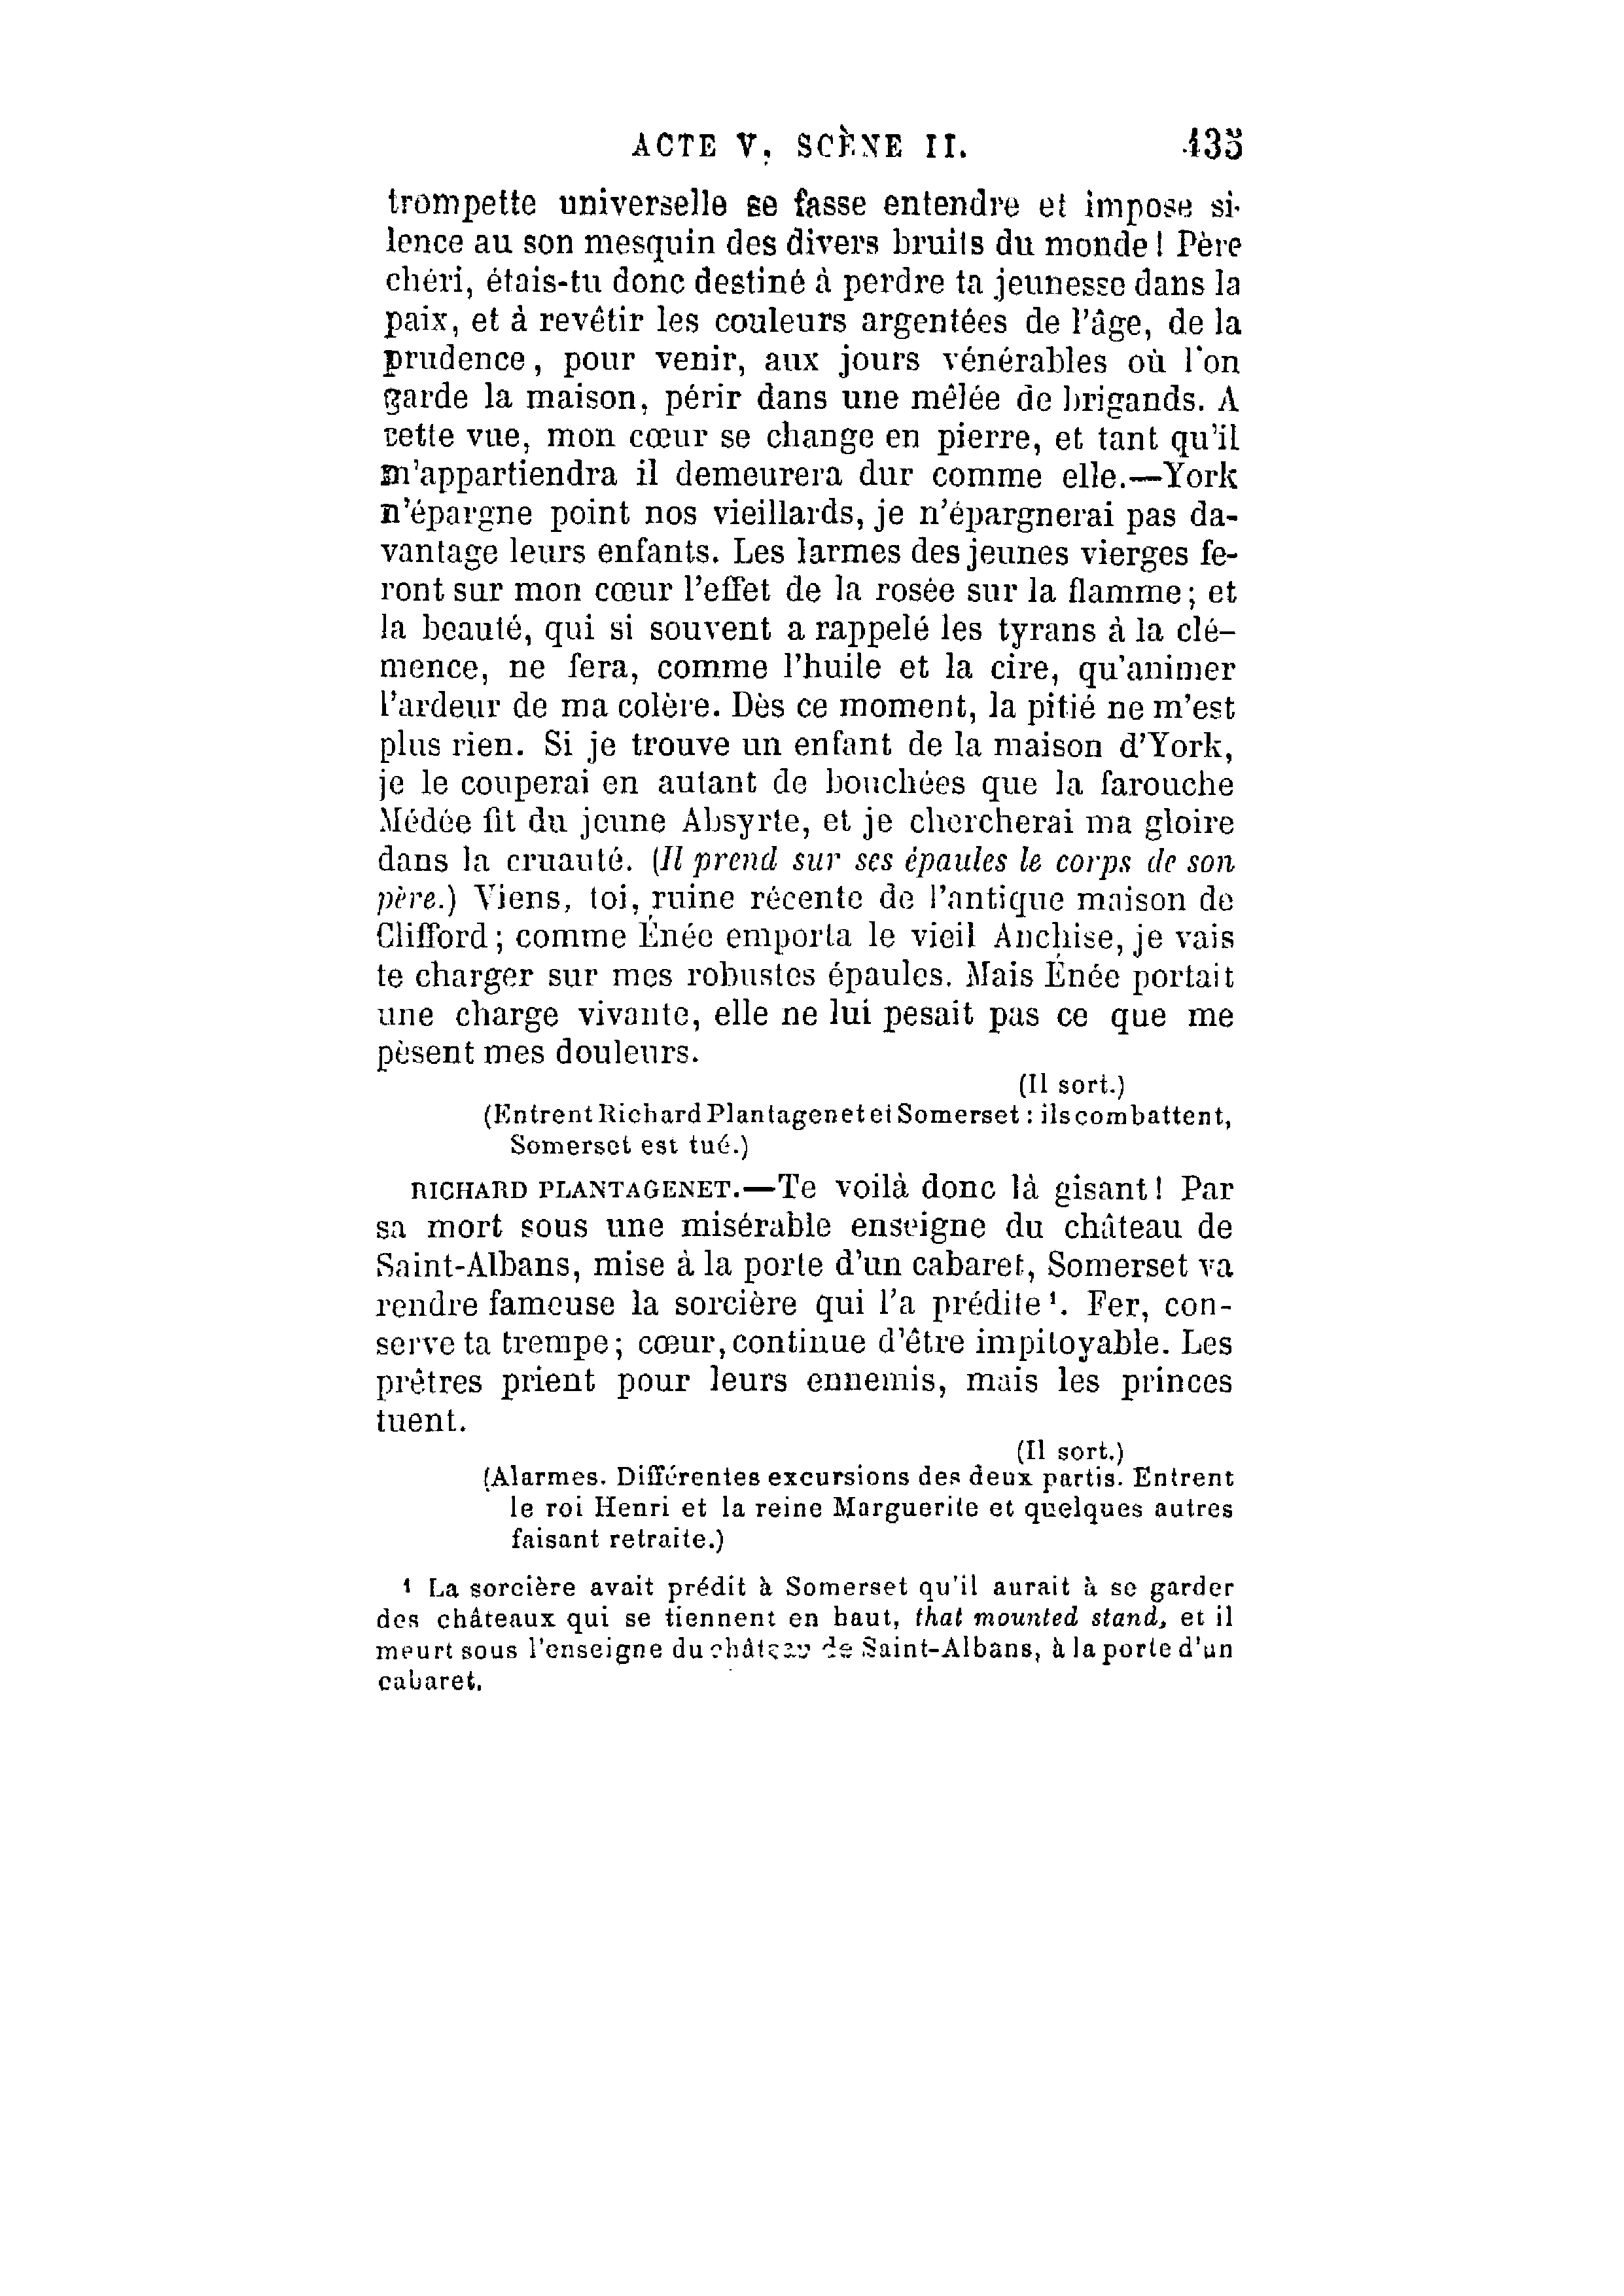 ACTE V, SCÈNE II. 435
trompette universelle se fasse entendre et impose si-
lence au son mesquin des divers bruits du monde! Père
chéri, étais-tu donc destiné à perdre ta jeunesse dans la
paix, et à revêtir les couleurs argentées de l'âge, de la
prudence, pour venir, aux jours vénérables où l'on
garde la maison, périr dans une mêlée de brigands. A
cette vue, mon cœur se change en pierre, et tant qu'il
m'appartiendra il demeurera dur comme elle.—York
n'épargne point nos vieillards, je n'épargnerai pas da-
vantage leurs enfants. Les larmes des jeunes vierges fe-
ront sur mon cœur l'effet de la rosée sur la flamme; et
la beauté, qui si souvent a rappelé les tyrans à la clé-
mence, ne fera, comme l'huile et la cire, qu'animer
l'ardeur de ma colère. Dès ce moment, la pitié ne m'est
plus rien. Si je trouve un enfant de la maison d'York,
je le couperai en autant de bouchées que la farouche
Médée fit du jeune Absyrte, et je chercherai ma gloire
dans la cruauté. (Il prend sur ses épaules le corps de son
père.) Viens, toi, ruine récente de l'antique maison de
Clifford; comme Énée emporta le vieil Anchise, je vais
te charger sur mes robustes épaules. Mais Énée portait
une charge vivante, elle ne lui pesait pas ce que me
pèsent mes douleurs.
(Il sort.)
(Entrent Richard Plantagenet et Somerset: ils combattent,
Somerset est tué.)
RICHARD PLANTAGENET.—Te voilà donc là gisant! Par
sa mort sous une misérable enseigne du château de
Saint-Albans, mise à la porte d'un cabaret, Somerset va
rendre fameuse la sorcière qui l'a prédite¹. Fer, con-
serve ta trempe; cœur, continue d'être impitoyable. Les
prêtres prient pour leurs ennemis, mais les princes
tuent.
(Il sort.)
(Alarmes. Différentes excursions des deux partis. Entrent
le roi Henri et la reine Marguerite et quelques autres
faisant retraite.)
¹ La sorcière avait prédit à Somerset qu'il aurait à se garder
des châteaux qui se tiennent en haut, that mounted stand, et il
meurt sous l'enseigne du château de Saint-Albans, à la porte d'un
cabaret.